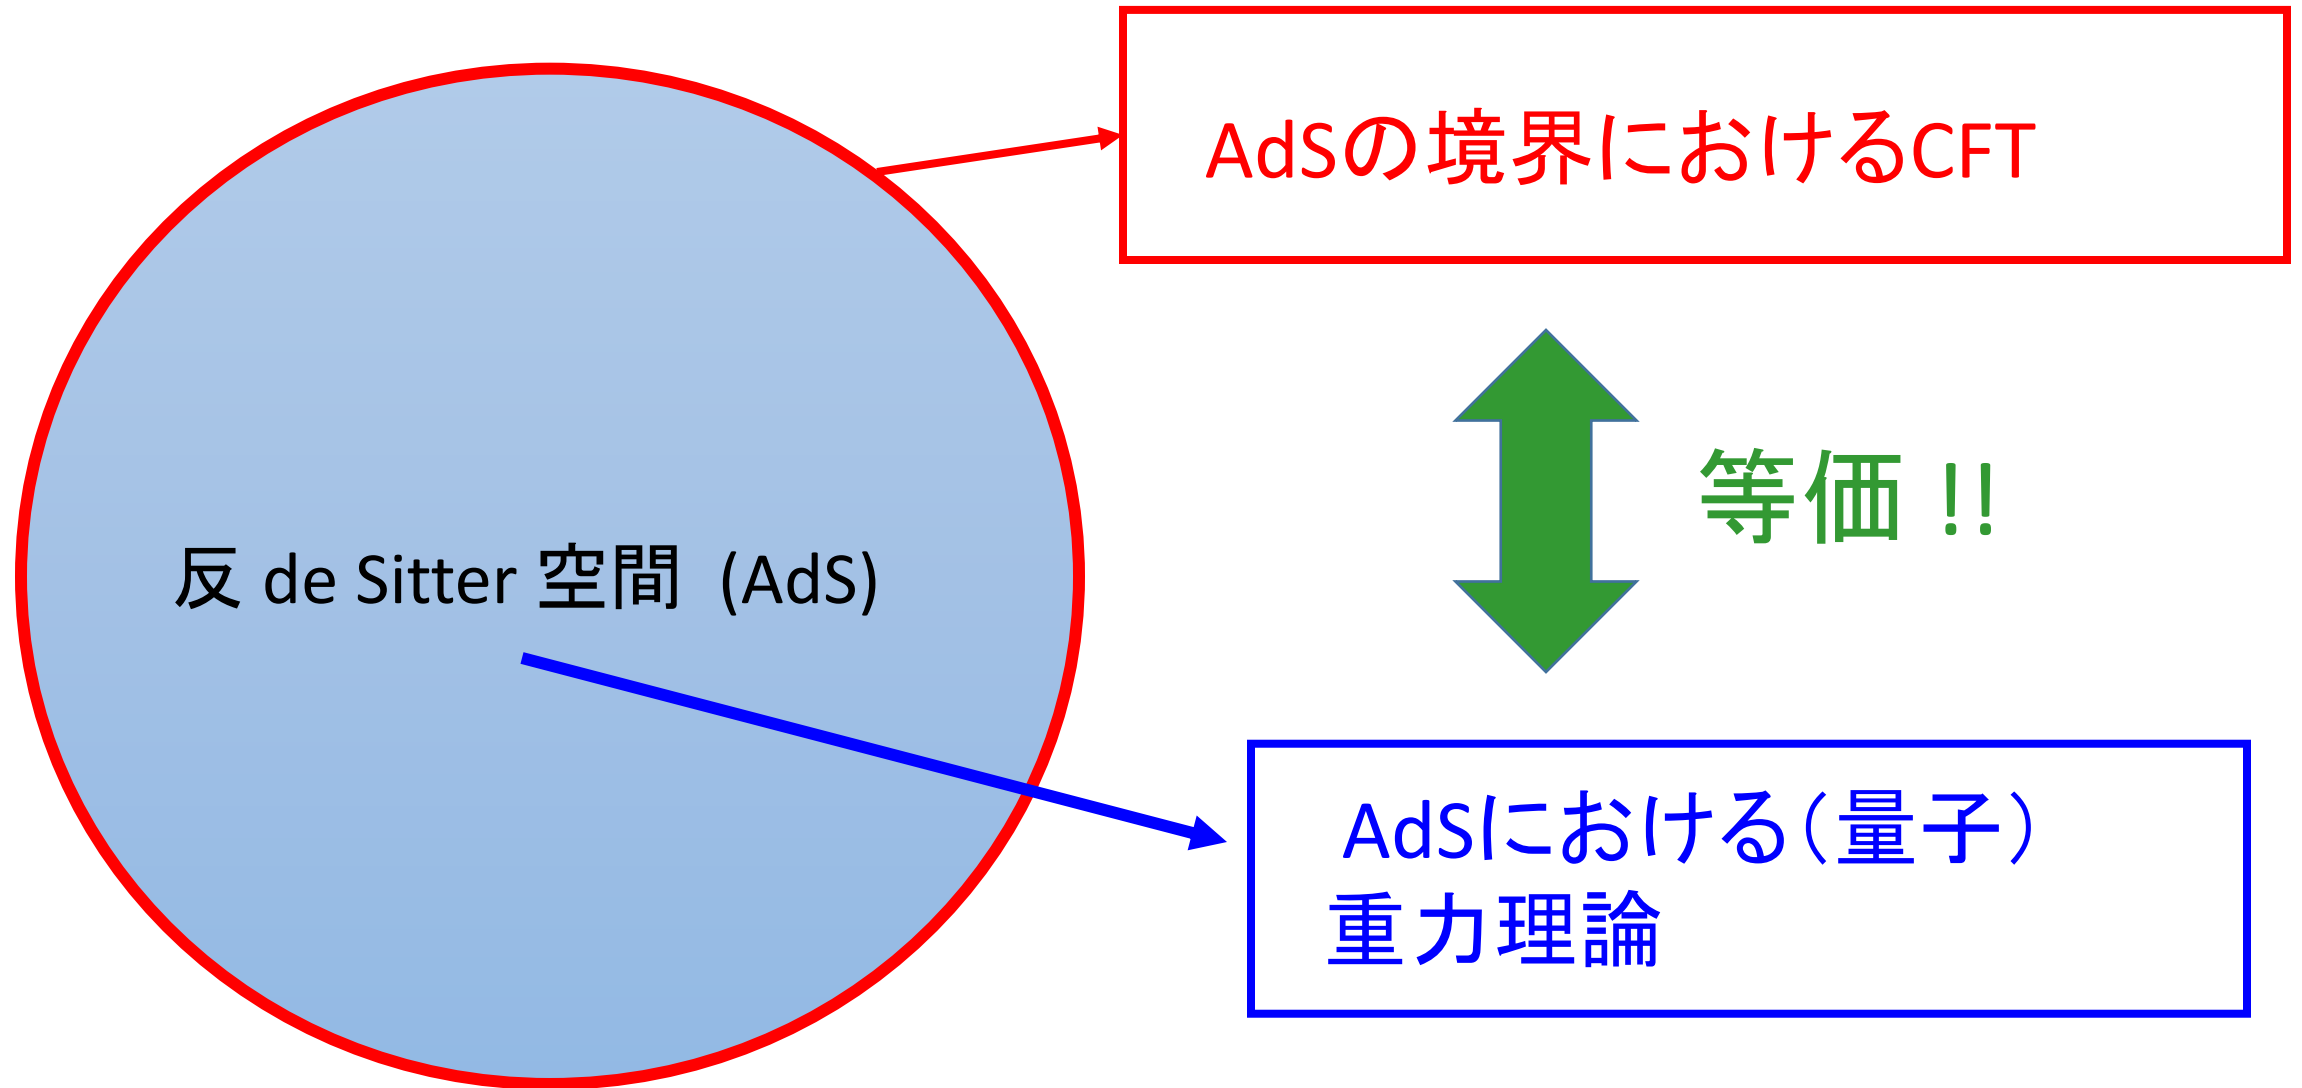 AdSの境界におけるCFT
等価 !!
反 de Sitter 空間 (AdS)
AdSにおける（量子）
重力理論